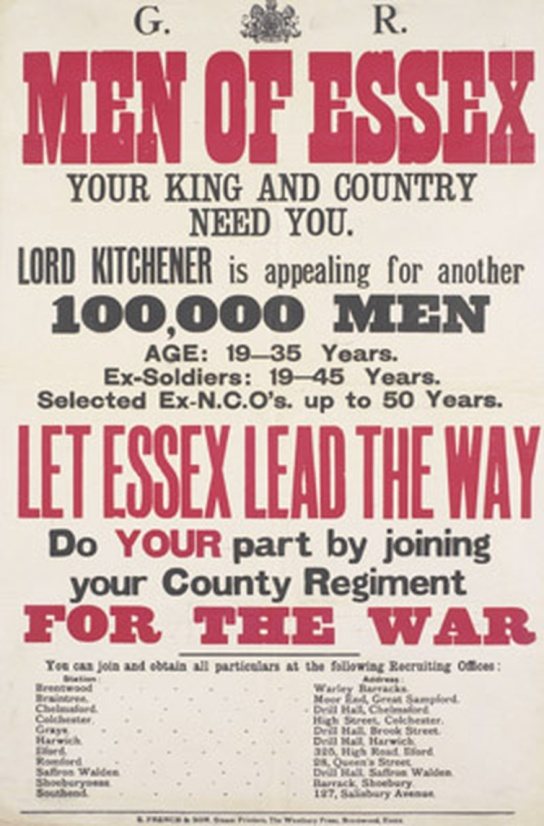 G. R.
MEN OF ESSEX
YOUR KING AND COUNTRY
NEED YOU.
LORD KITCHENER is appealing for another
100,000 MEN
AGE: 19—35 Years.
Ex-Soldiers: 19—45 Years.
Selected Ex-N.C.O's. up to 50 Years.
LET ESSEX LEAD THE WAY
Do YOUR part by joining
your County Regiment
FOR THE WAR
You can join and obtain all particulars at the following Recruiting Offices:
Station: Address:
Brentwood Warley Barracks.
Braintree. Moor End, Great Sampford.
Chelmsford. Drill Hall, Chelmsford.
Colchester. High Street, Colchester.
Grays. Drill Hall, Brook Street.
Harwich. Drill Hall, Harwich.
Ilford. 325, High Road, Ilford.
Romford. 28, Queen's Street.
Saffron Walden. Drill Hall, Saffron Walden.
Shoeburyness. Barrack, Shoebury.
Southend. 127, Salisbury Avenue.
E. FRENCH & SON, Steam Printers, The Westbury Press, Brentwood, Essex.